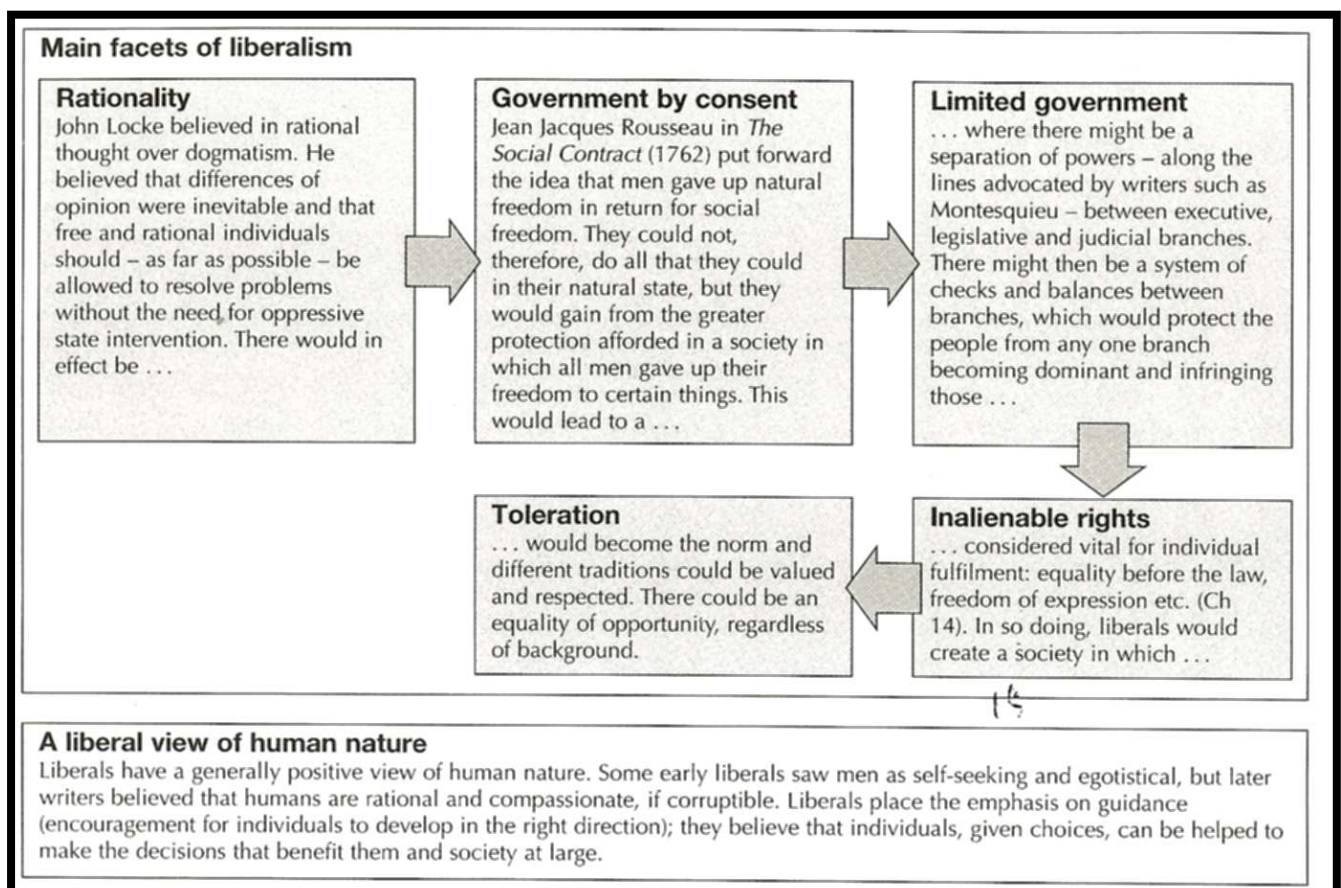 Main facets of liberalism
Rationality
John Locke believed in rational
thought over dogmatism. He
believed that differences of
opinion were inevitable and that
free and rational individuals
should – as far as possible – be
allowed to resolve problems
without the need for oppressive
state intervention. There would in
effect be ...
Government by consent
Jean Jacques Rousseau in The
Social Contract (1762) put forward
the idea that men gave up natural
freedom in return for social
freedom. They could not,
therefore, do all that they could
in their natural state, but they
would gain from the greater
protection afforded in a society in
which all men gave up their
freedom to certain things. This
would lead to a ...
Limited government
... where there might be a
separation of powers – along the
lines advocated by writers such as
Montesquieu – between executive,
legislative and judicial branches.
There might then be a system of
checks and balances between
branches, which would protect the
people from any one branch
becoming dominant and infringing
those ...
Inalienable rights
... considered vital for individual
fulfilment: equality before the law,
freedom of expression etc. (Ch
14). In so doing, liberals would
create a society in which ...
Toleration
... would become the norm and
different traditions could be valued
and respected. There could be an
equality of opportunity, regardless
of background.
15
A liberal view of human nature
Liberals have a generally positive view of human nature. Some early liberals saw men as self-seeking and egotistical, but later
writers believed that humans are rational and compassionate, if corruptible. Liberals place the emphasis on guidance
(encouragement for individuals to develop in the right direction); they believe that individuals, given choices, can be helped to
make the decisions that benefit them and society at large.